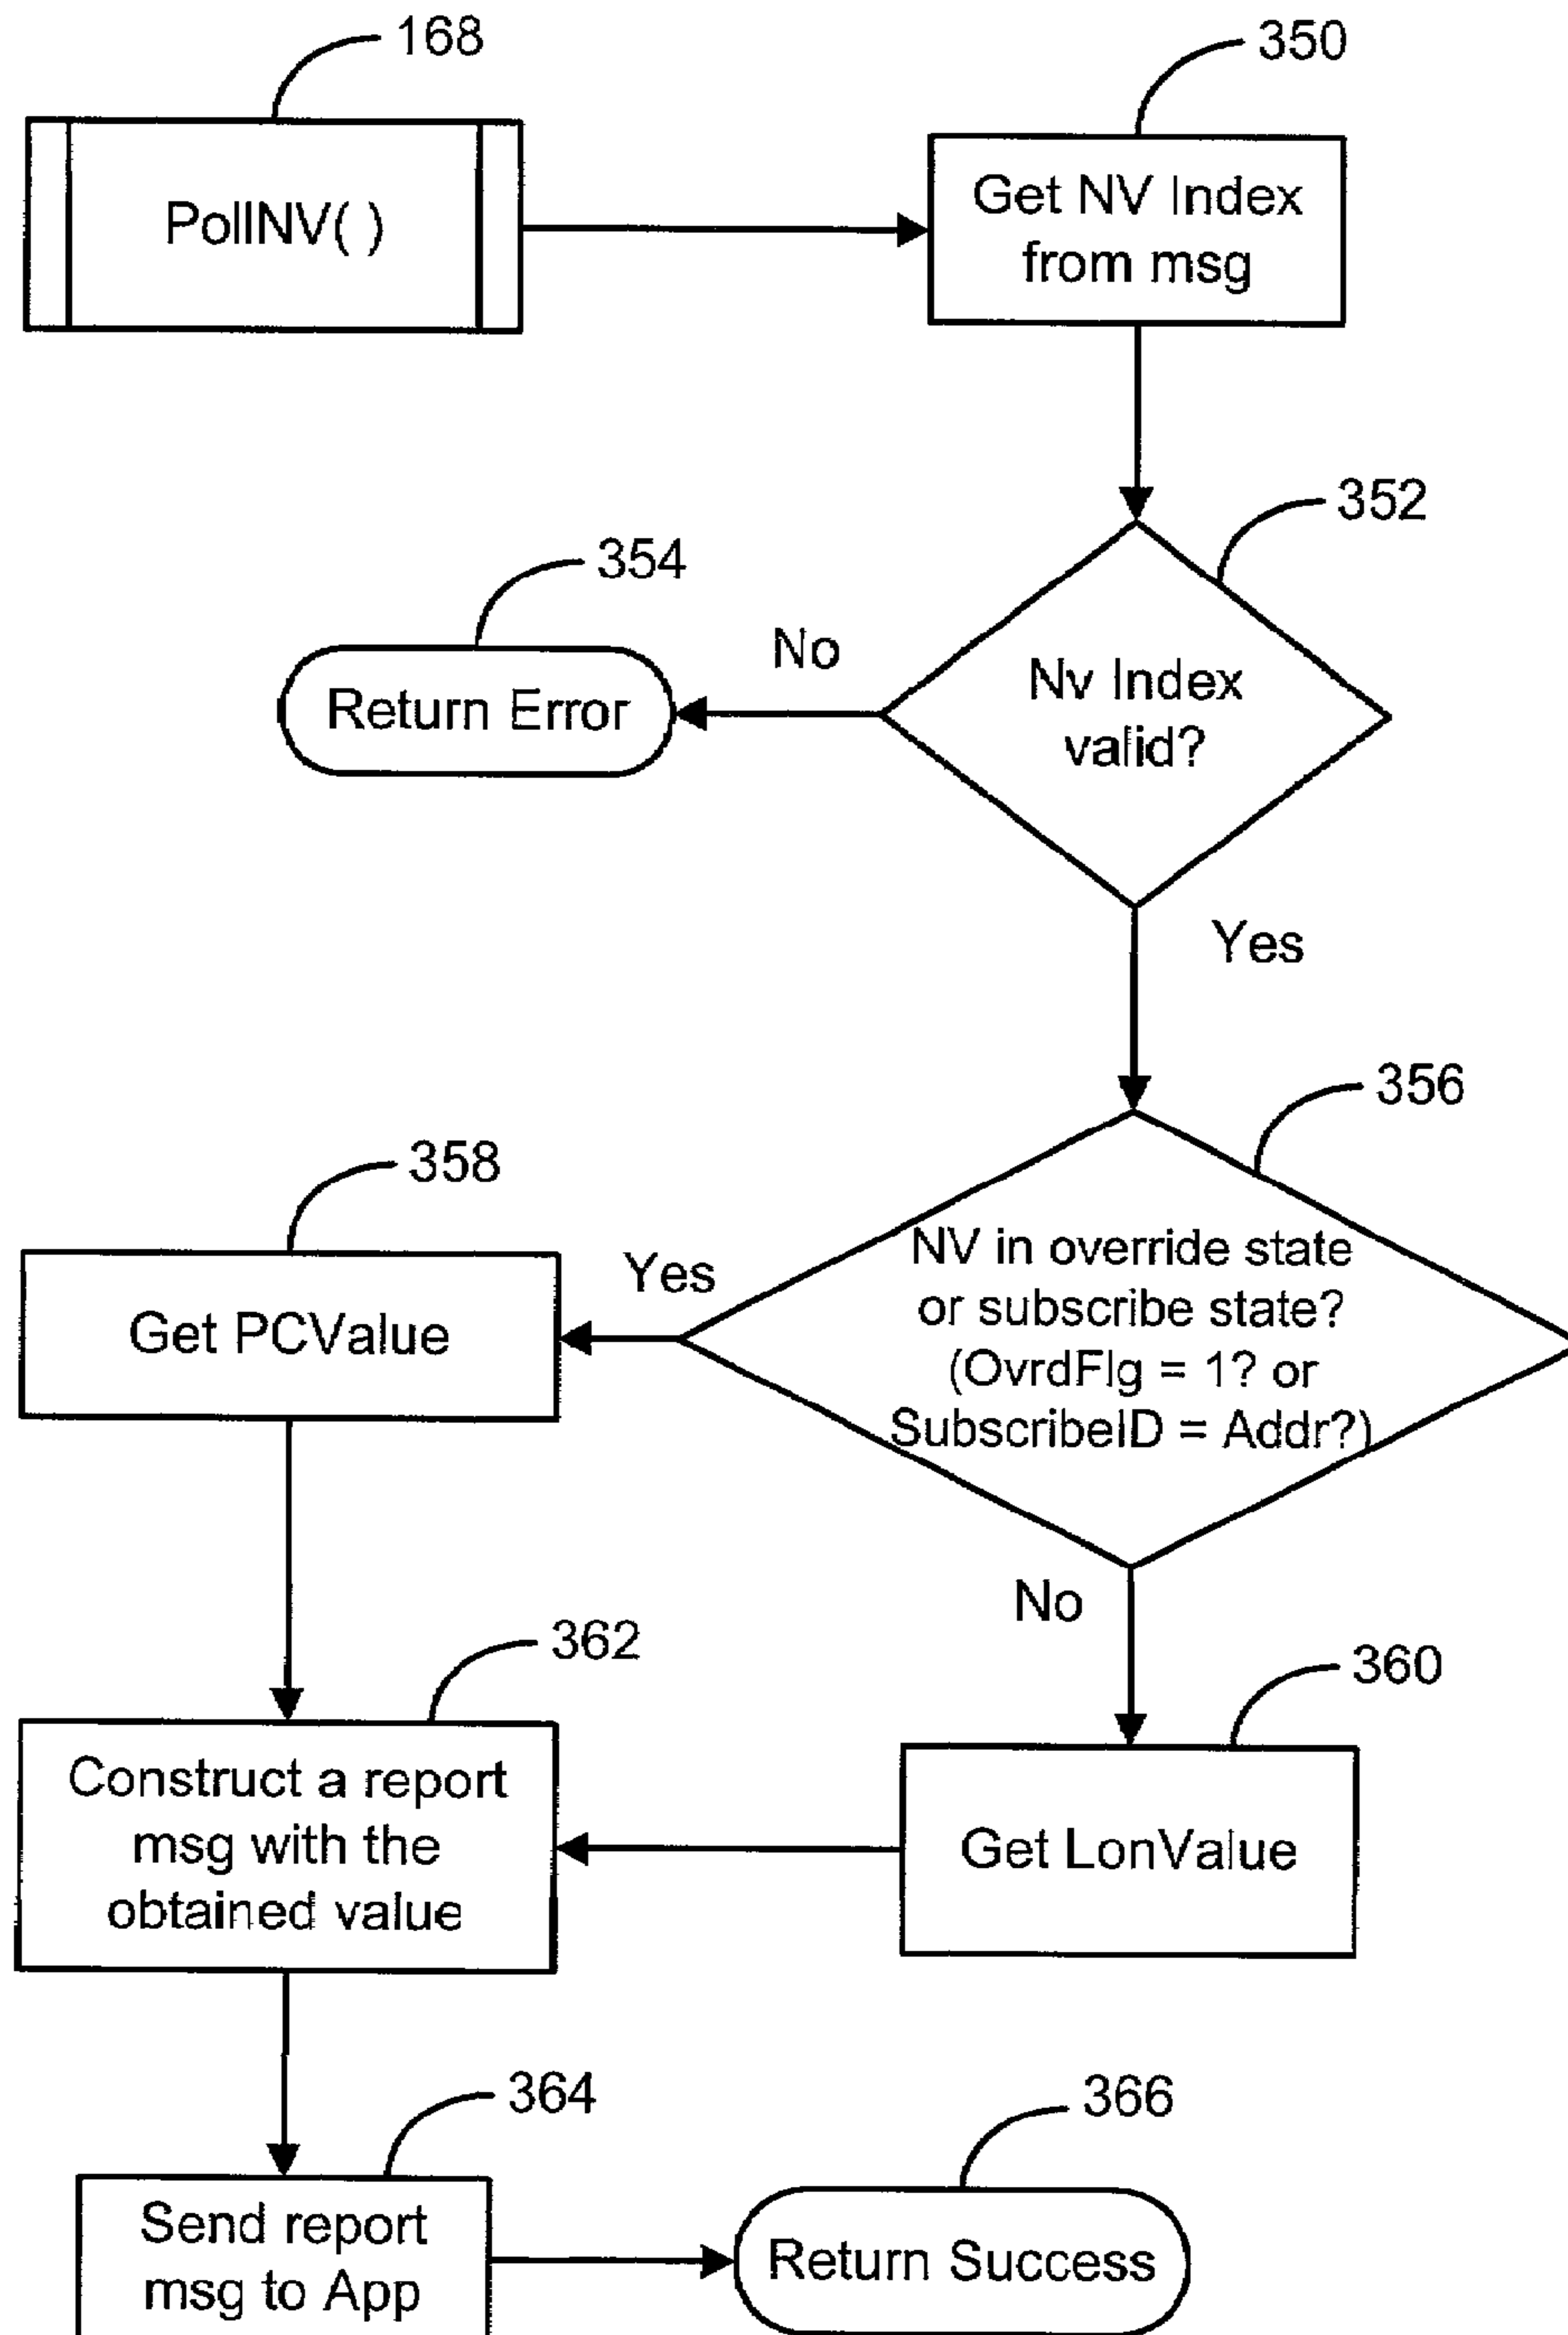 168
350
PollNV( )
Get NV Index
from msg
352
354
No
Return Error
Nv Index
valid?
Yes
356
358
Yes
NV in override state
or subscribe state?
(OvrdFlg = 1? or
SubscribeID = Addr?)
Get PCValue
No
362
360
Construct a report
msg with the
obtained value
Get LonValue
364
366
Send report
msg to App
Return Success